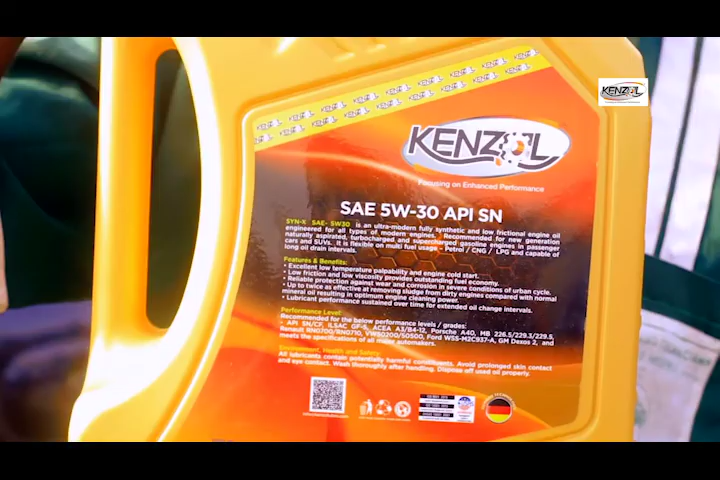 KENZOL
KENZOL
Focusing on Enhanced Performance
SAE 5W-30 API SN
SYN-X SAE- 5W30 is an ultra-modern fully synthetic and low frictional engine oil
engineered for all types of modern engines. Recommended for new generation
naturally aspirated, turbocharged and supercharged gasoline engines in passenger
cars and SUVs. It is flexible on multi fuel usage – Petrol / CNG / LPG and capable of
long oil drain intervals.
Features & Benefits:
• Excellent low temperature palpability and engine cold start.
• Low friction and low viscosity provides outstanding fuel economy.
• Reliable protection against wear and corrosion in severe conditions of urban cycle.
• Up to twice as effective at removing sludge from dirty engines compared with normal
mineral oil resulting in optimum engine cleaning power.
• Lubricant performance sustained over time for extended oil change intervals.
Performance Level:
Recommended for the below performance levels / grades:
- API SN/CF, ILSAC GF-5, ACEA A3/B4-12, Porsche A40, MB 226.5/229.3/229.5,
Renault RN0700/RN0710, VW50200/50500, Ford WSS-M2C937-A, GM Dexos 2, and
meets the specifications of all major automakers.
Environment, Health and Safety:
All lubricants contain potentially harmful constituents. Avoid prolonged skin contact
and eye contact. Wash thoroughly after handling. Dispose off used oil properly.